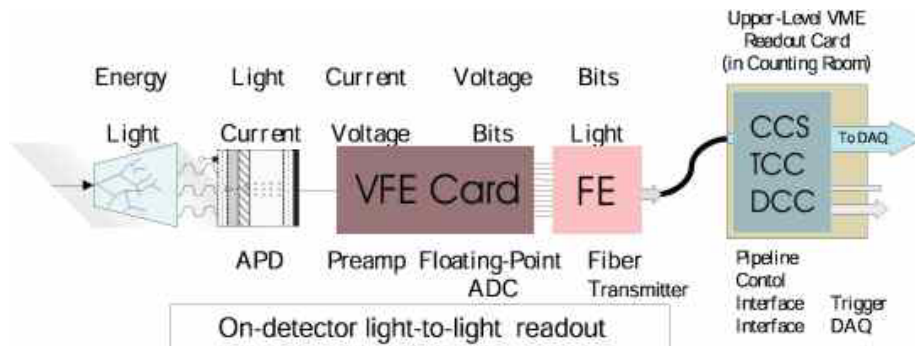 Upper-Level VME
Readout Card
(in Counting Room)
Energy Light Current Voltage Bits
Light Current Voltage Bits Light
VFE Card FE
CCS
TCC
DCC
To DAQ
APD Preamp Floating-Point Fiber
ADC Transmitter
Pipeline
Contol
Interface Trigger
Interface DAQ
On-detector light-to-light readout